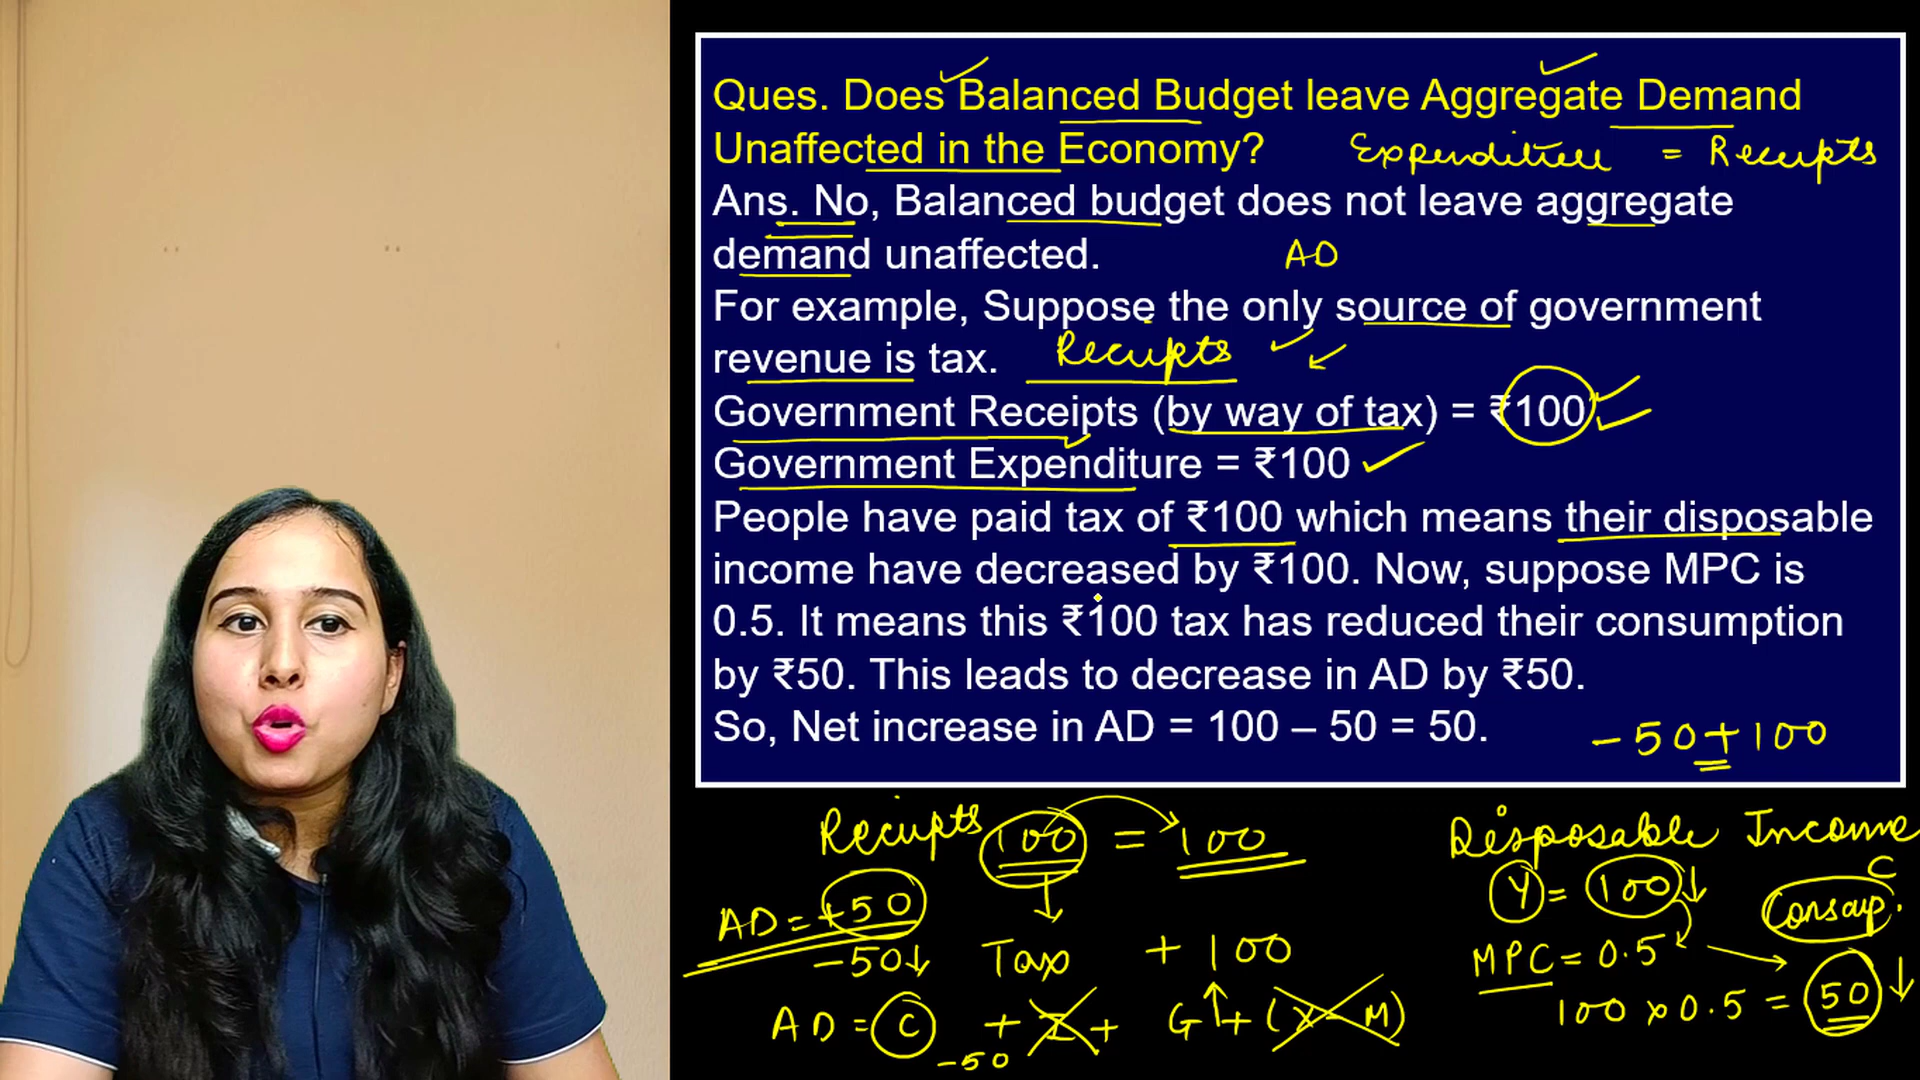 Ques. Does Balanced Budget leave Aggregate Demand
Unaffected in the Economy? Expenditure = Receipts
Ans. No, Balanced budget does not leave aggregate
demand unaffected. AD
For example, Suppose the only source of government
revenue is tax. Receipts
Government Receipts (by way of tax) = ₹100
Government Expenditure = ₹100
People have paid tax of ₹100 which means their disposable
income have decreased by ₹100. Now, suppose MPC is
0.5. It means this ₹100 tax has reduced their consumption
by ₹50. This leads to decrease in AD by ₹50.
So, Net increase in AD = 100 – 50 = 50. -50+100
Receipts 100 = 100
AD = +50
-50↓ Tax + 100
AD = C + I + G↑ + (X-M)
-50
Disposable Income
Y = 100↓ C
Consump.
MPC = 0.5
100 x 0.5 = 50↓